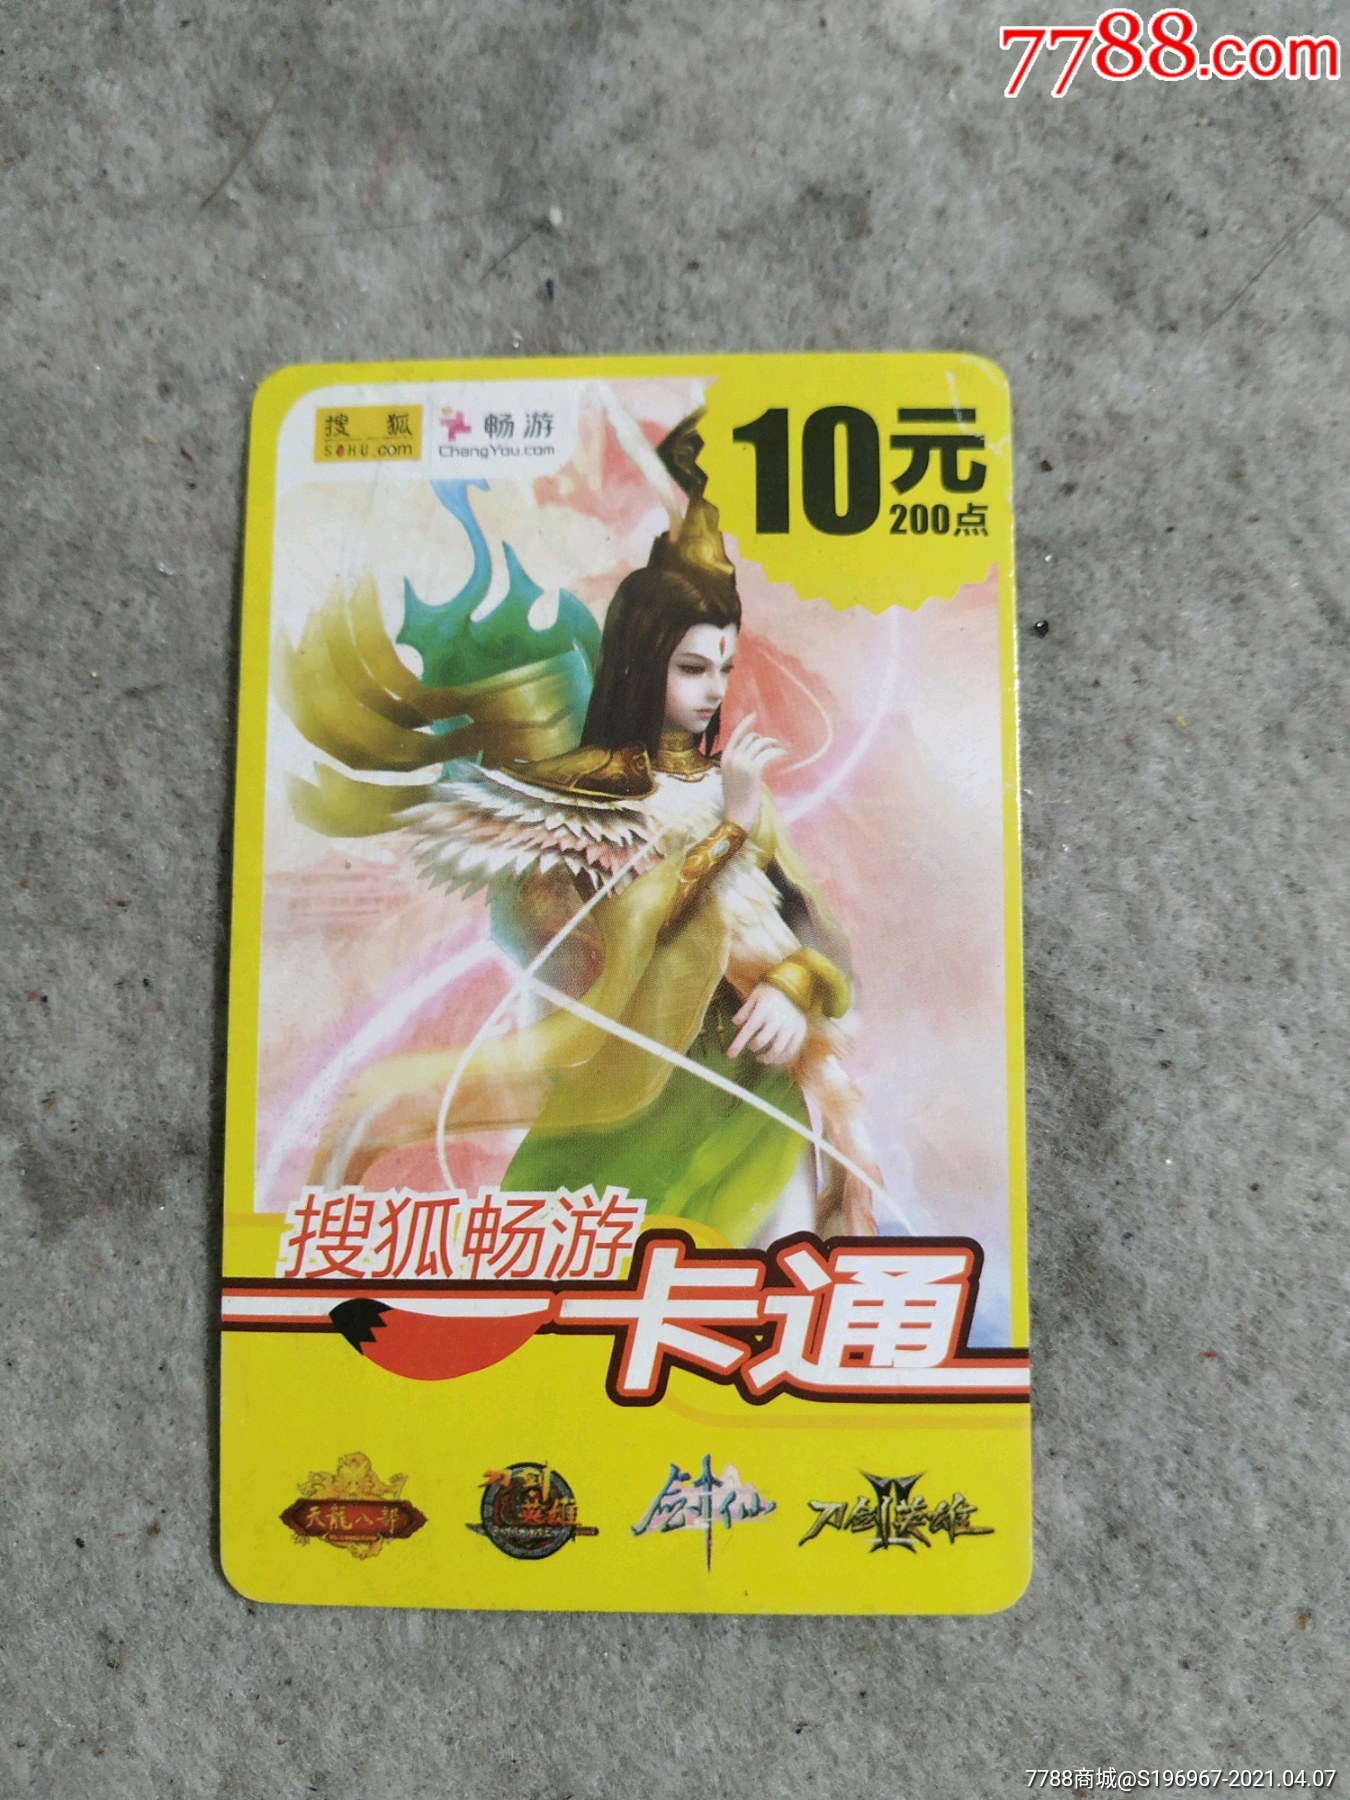 7788.com
搜狐
SOHU.com
畅游
ChangYou.com
10元
200点
搜狐畅游
一卡通
天龍八部
刀剑英雄
剑仙
刀剑英雄
II
7788商城@S196967-2021.04.07